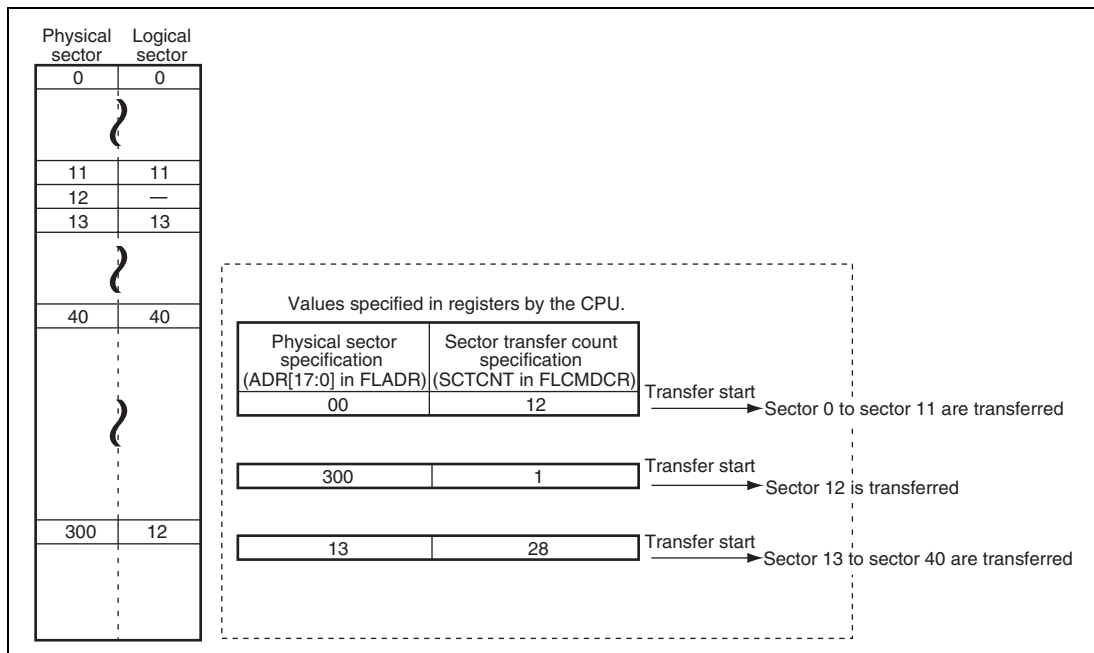 Physical sector Logical sector
0 0
11 11
12 —
13 13
40 40
300 12
Values specified in registers by the CPU.
Physical sector specification (ADR[17:0] in FLADR) Sector transfer count specification (SCTCNT in FLCMDCR)
00 12 Transfer start Sector 0 to sector 11 are transferred
300 1 Transfer start Sector 12 is transferred
13 28 Transfer start Sector 13 to sector 40 are transferred